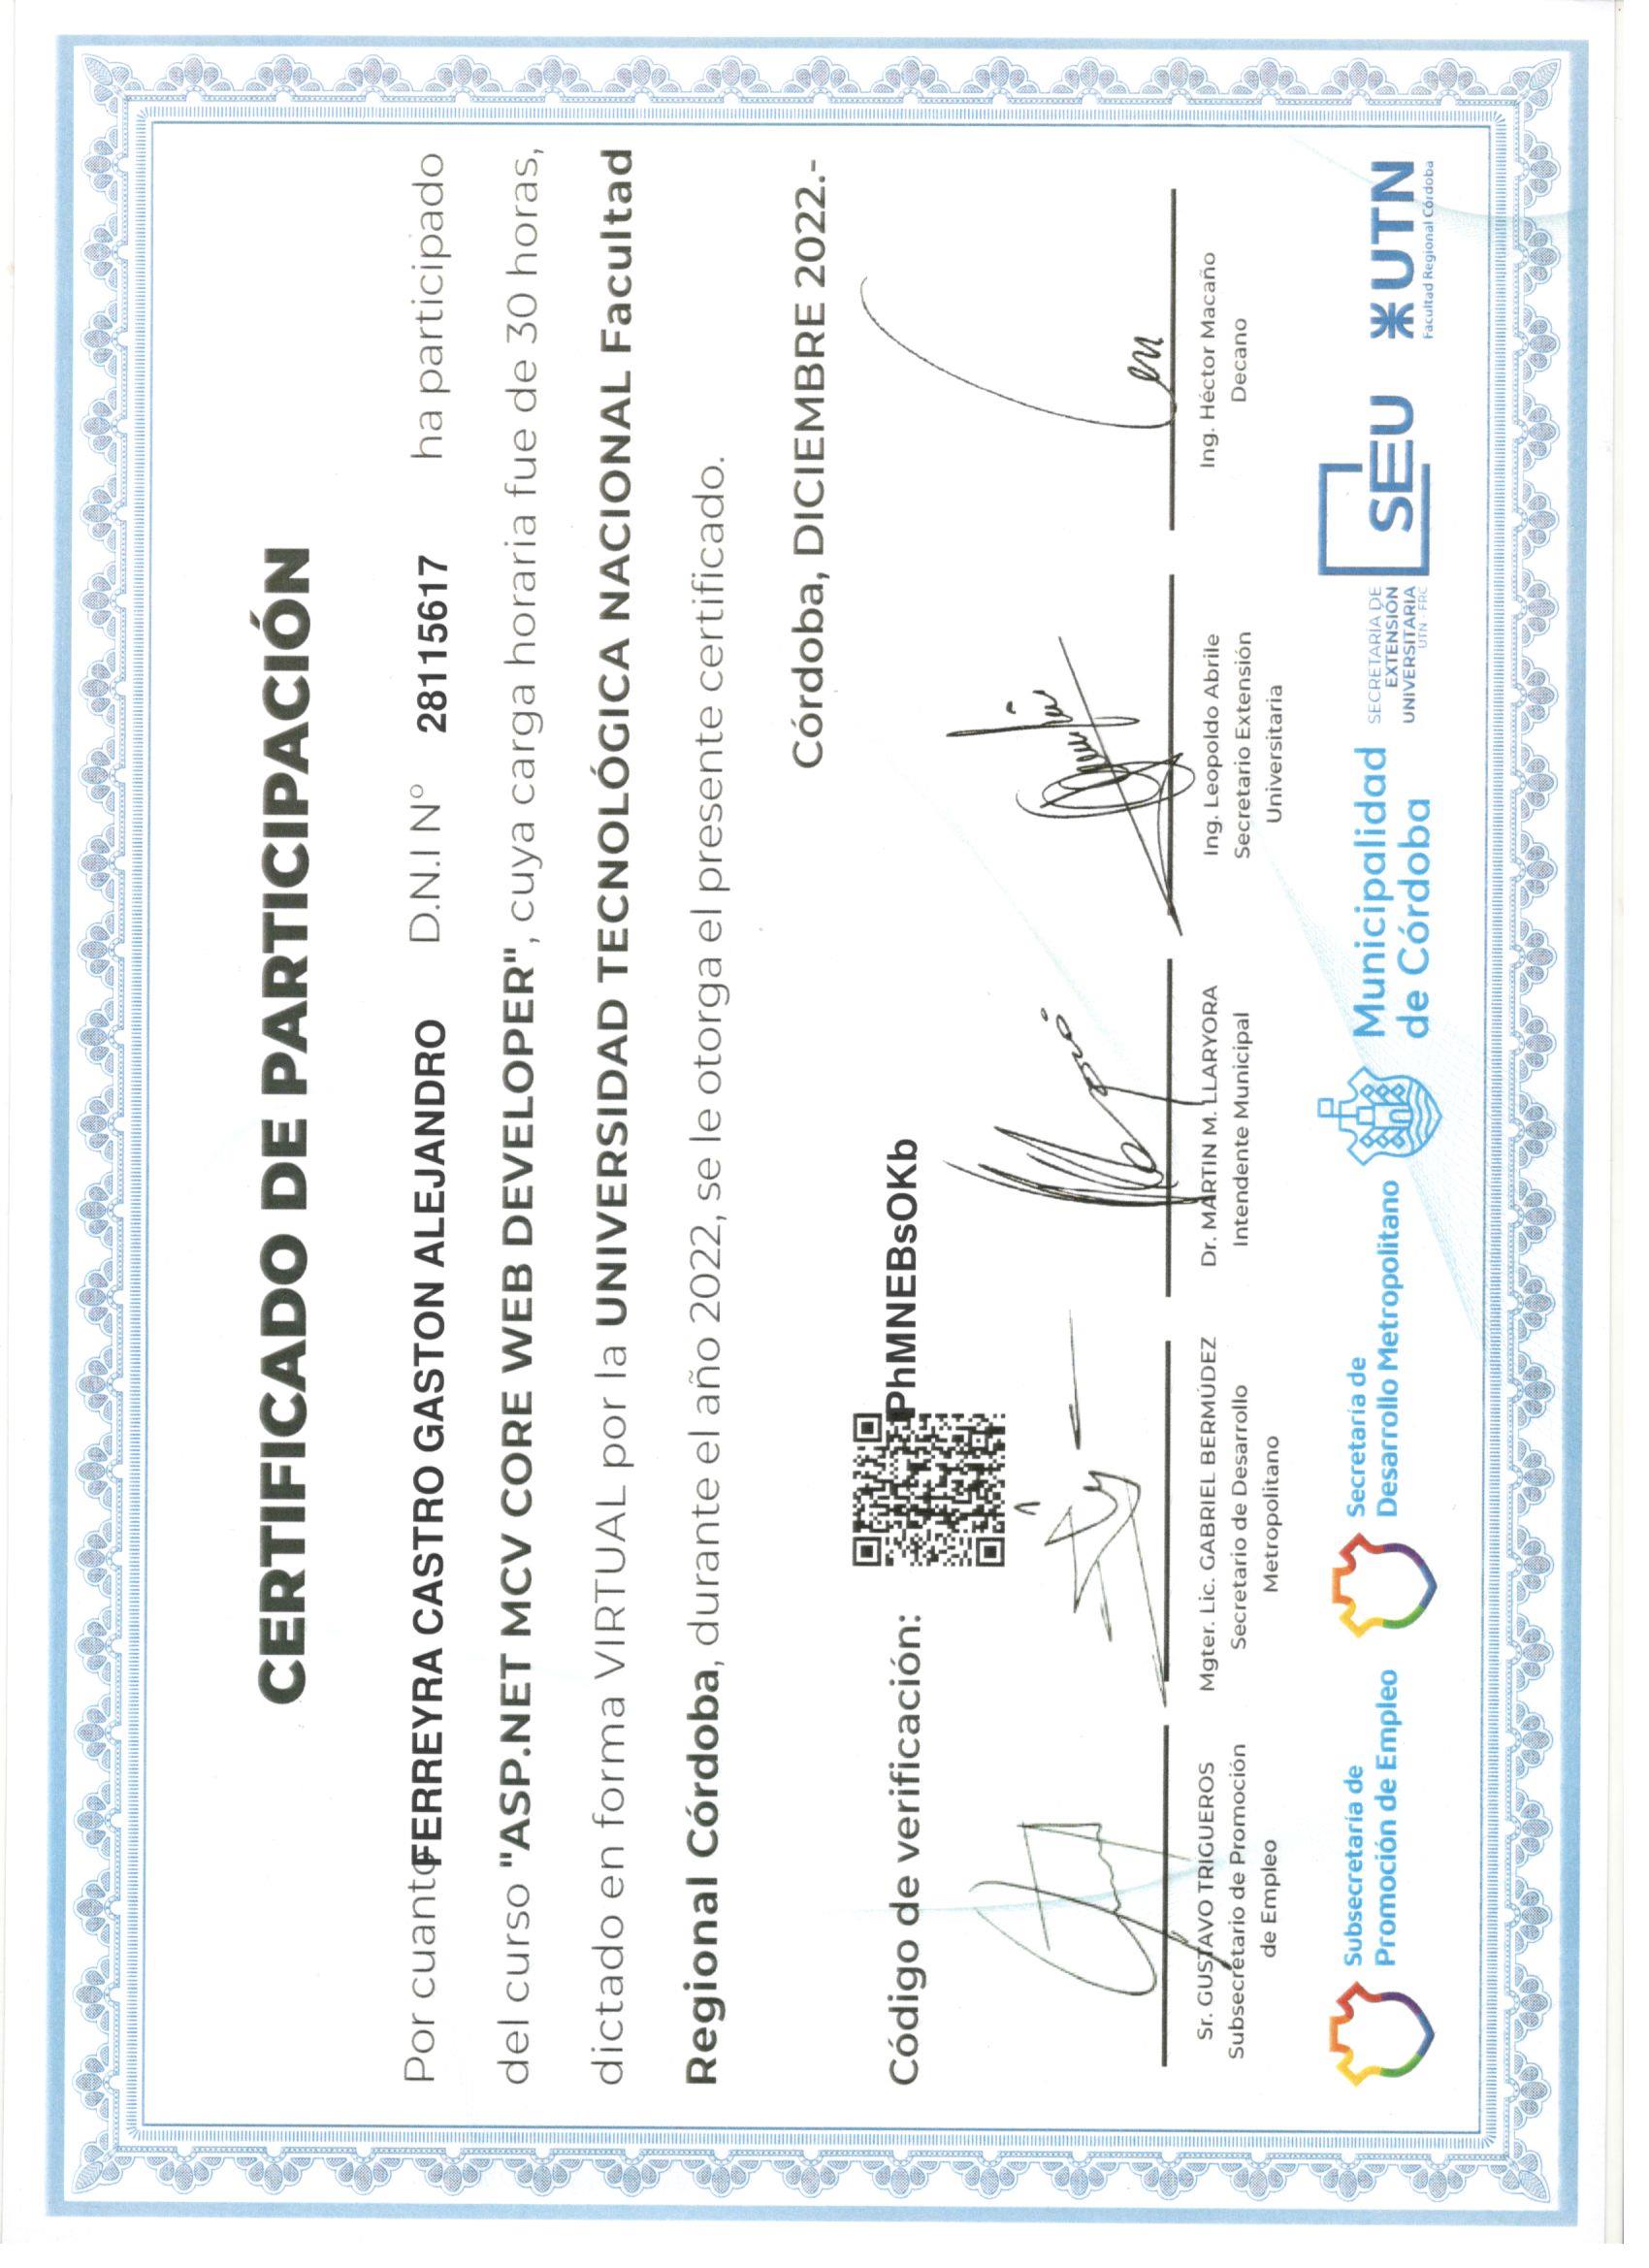 CERTIFICADO DE PARTICIPACIÓN
Por cuanto FERREYRA CASTRO GASTON ALEJANDRO D.N.I N° 28115617 ha participado
del curso "ASP.NET MCV CORE WEB DEVELOPER", cuya carga horaria fue de 30 horas,
dictado en forma VIRTUAL por la UNIVERSIDAD TECNOLÓGICA NACIONAL Facultad
Regional Córdoba, durante el año 2022, se le otorga el presente certificado.
Córdoba, DICIEMBRE 2022.-
Código de verificación: PhMNEBsOKb
Sr. GUSTAVO TRIGUEROS
Subsecretario de Promoción
de Empleo
Mgter. Lic. GABRIEL BERMÚDEZ
Secretario de Desarrollo
Metropolitano
Dr. MARTIN M. LLARYORA
Intendente Municipal
Ing. Leopoldo Abrile
Secretario Extensión
Universitaria
Ing. Héctor Macaño
Decano
Subsecretaría de
Promoción de Empleo
Secretaría de
Desarrollo Metropolitano
Municipalidad
de Córdoba
SECRETARÍA DE
EXTENSIÓN
UNIVERSITARIA
UTN - FRC
SEU
UTN
Facultad Regional Córdoba